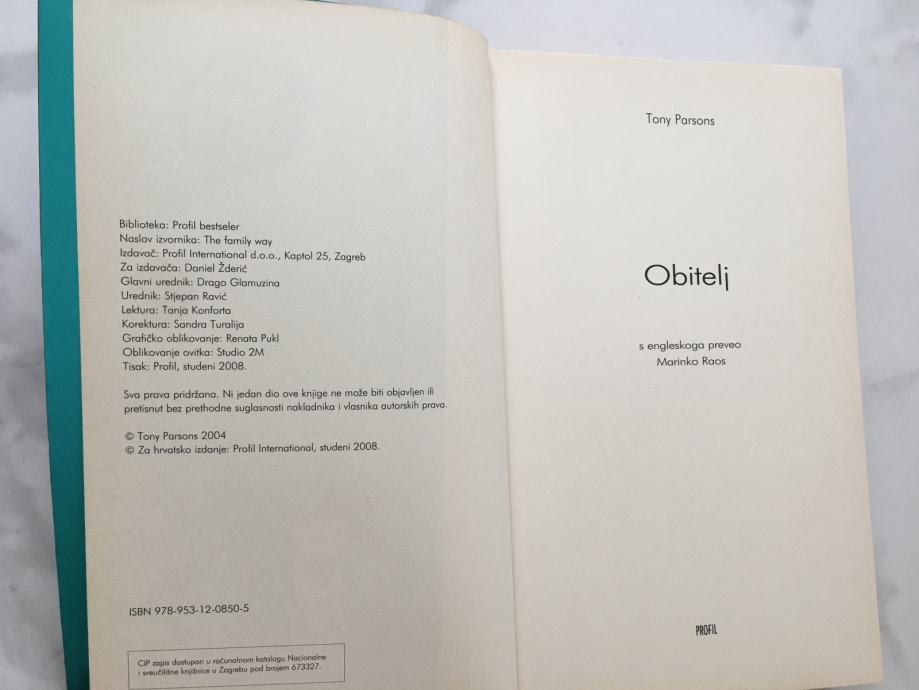 Biblioteka: Profil bestseler
Naslov izvornika: The family way
Izdavač: Profil International d.o.o., Kaptol 25, Zagreb
Za izdavača: Daniel Žderić
Glavni urednik: Drago Glamuzina
Urednik: Stjepan Ravić
Lektura: Tanja Konforta
Korektura: Sandra Turalija
Grafičko oblikovanje: Renata Pukl
Oblikovanje ovitka: Studio 2M
Tisak: Profil, studeni 2008.
Sva prava pridržana. Ni jedan dio ove knjige ne može biti objavljen ili
pretisnut bez prethodne suglasnosti nakladnika i vlasnika autorskih prava.
© Tony Parsons 2004
© Za hrvatsko izdanje: Profil International, studeni 2008.
ISBN 978-953-12-0850-5
CIP zapis dostupan u računalnom katalogu Nacionalne
i sveučilišne knjižnice u Zagrebu pod brojem 673327.
Tony Parsons
Obitelj
s engleskoga preveo
Marinko Raos
PROFIL